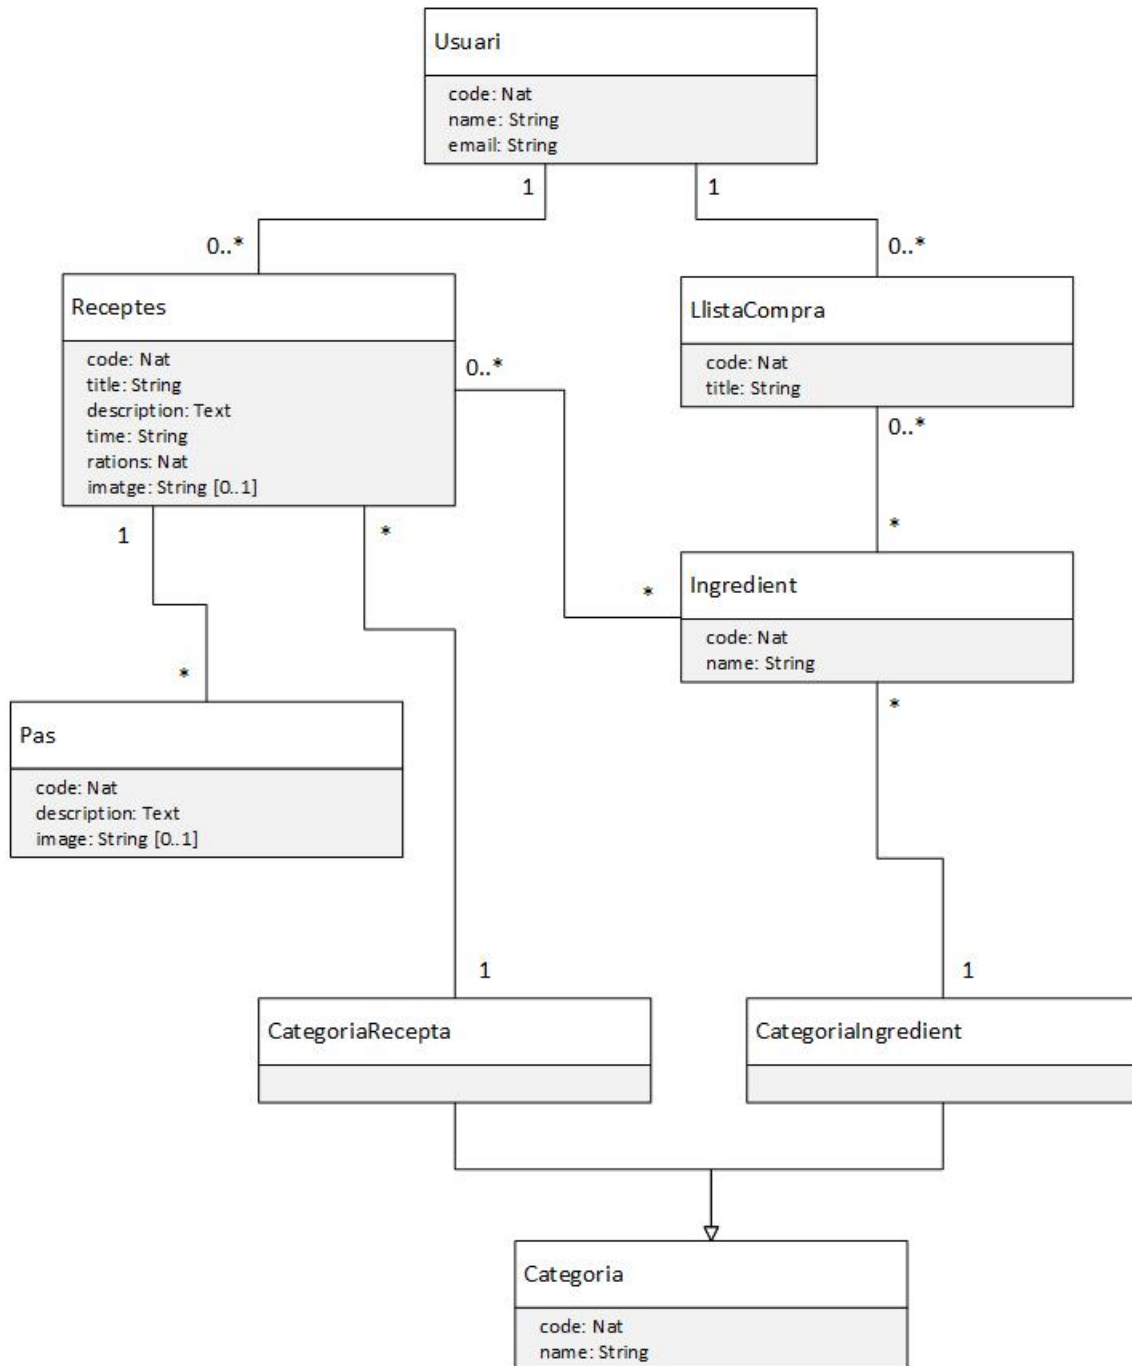 Usuari
code: Nat
name: String
email: String
1
1
0..*
0..*
Receptes
code: Nat
title: String
description: Text
time: String
rations: Nat
imatge: String [0..1]
LlistaCompra
code: Nat
title: String
0..*
0..*
1
*
*
Ingredient
code: Nat
name: String
*
*
*
Pas
code: Nat
description: Text
image: String [0..1]
1
1
CategoriaRecepta
CategoriaIngredient
Categoria
code: Nat
name: String